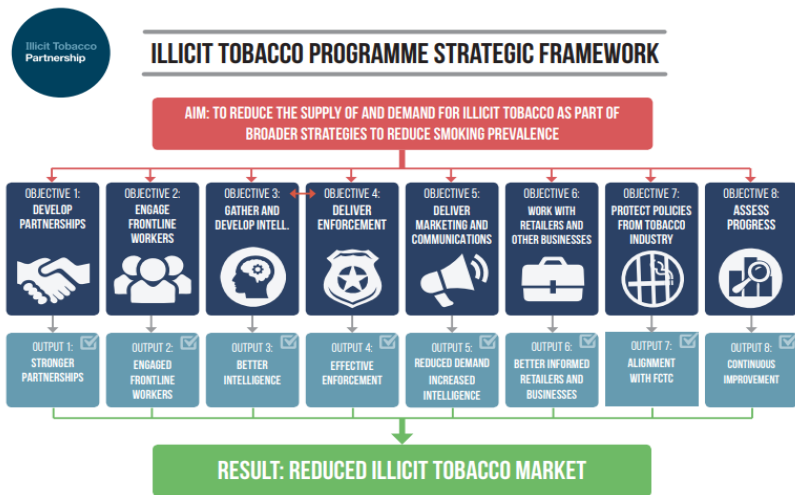 Illicit Tobacco
Partnership
ILLICIT TOBACCO PROGRAMME STRATEGIC FRAMEWORK
AIM: TO REDUCE THE SUPPLY OF AND DEMAND FOR ILLICIT TOBACCO AS PART OF
BROADER STRATEGIES TO REDUCE SMOKING PREVALENCE
OBJECTIVE 1:
DEVELOP
PARTNERSHIPS
OBJECTIVE 2:
ENGAGE
FRONTLINE
WORKERS
OBJECTIVE 3:
GATHER AND
DEVELOP INTELL.
OBJECTIVE 4:
DELIVER
ENFORCEMENT
OBJECTIVE 5:
DELIVER
MARKETING AND
COMMUNICATIONS
OBJECTIVE 6:
WORK WITH
RETAILERS AND
OTHER BUSINESSES
OBJECTIVE 7:
PROTECT POLICIES
FROM TOBACCO
INDUSTRY
OBJECTIVE 8:
ASSESS
PROGRESS
OUTPUT 1:
STRONGER
PARTNERSHIPS
OUTPUT 2:
ENGAGED
FRONTLINE
WORKERS
OUTPUT 3:
BETTER
INTELLIGENCE
OUTPUT 4:
EFFECTIVE
ENFORCEMENT
OUTPUT 5:
REDUCED DEMAND
INCREASED
INTELLIGENCE
OUTPUT 6:
BETTER INFORMED
RETAILERS AND
BUSINESSES
OUTPUT 7:
ALIGNMENT
WITH FCTC
OUTPUT 8:
CONTINUOUS
IMPROVEMENT
RESULT: REDUCED ILLICIT TOBACCO MARKET